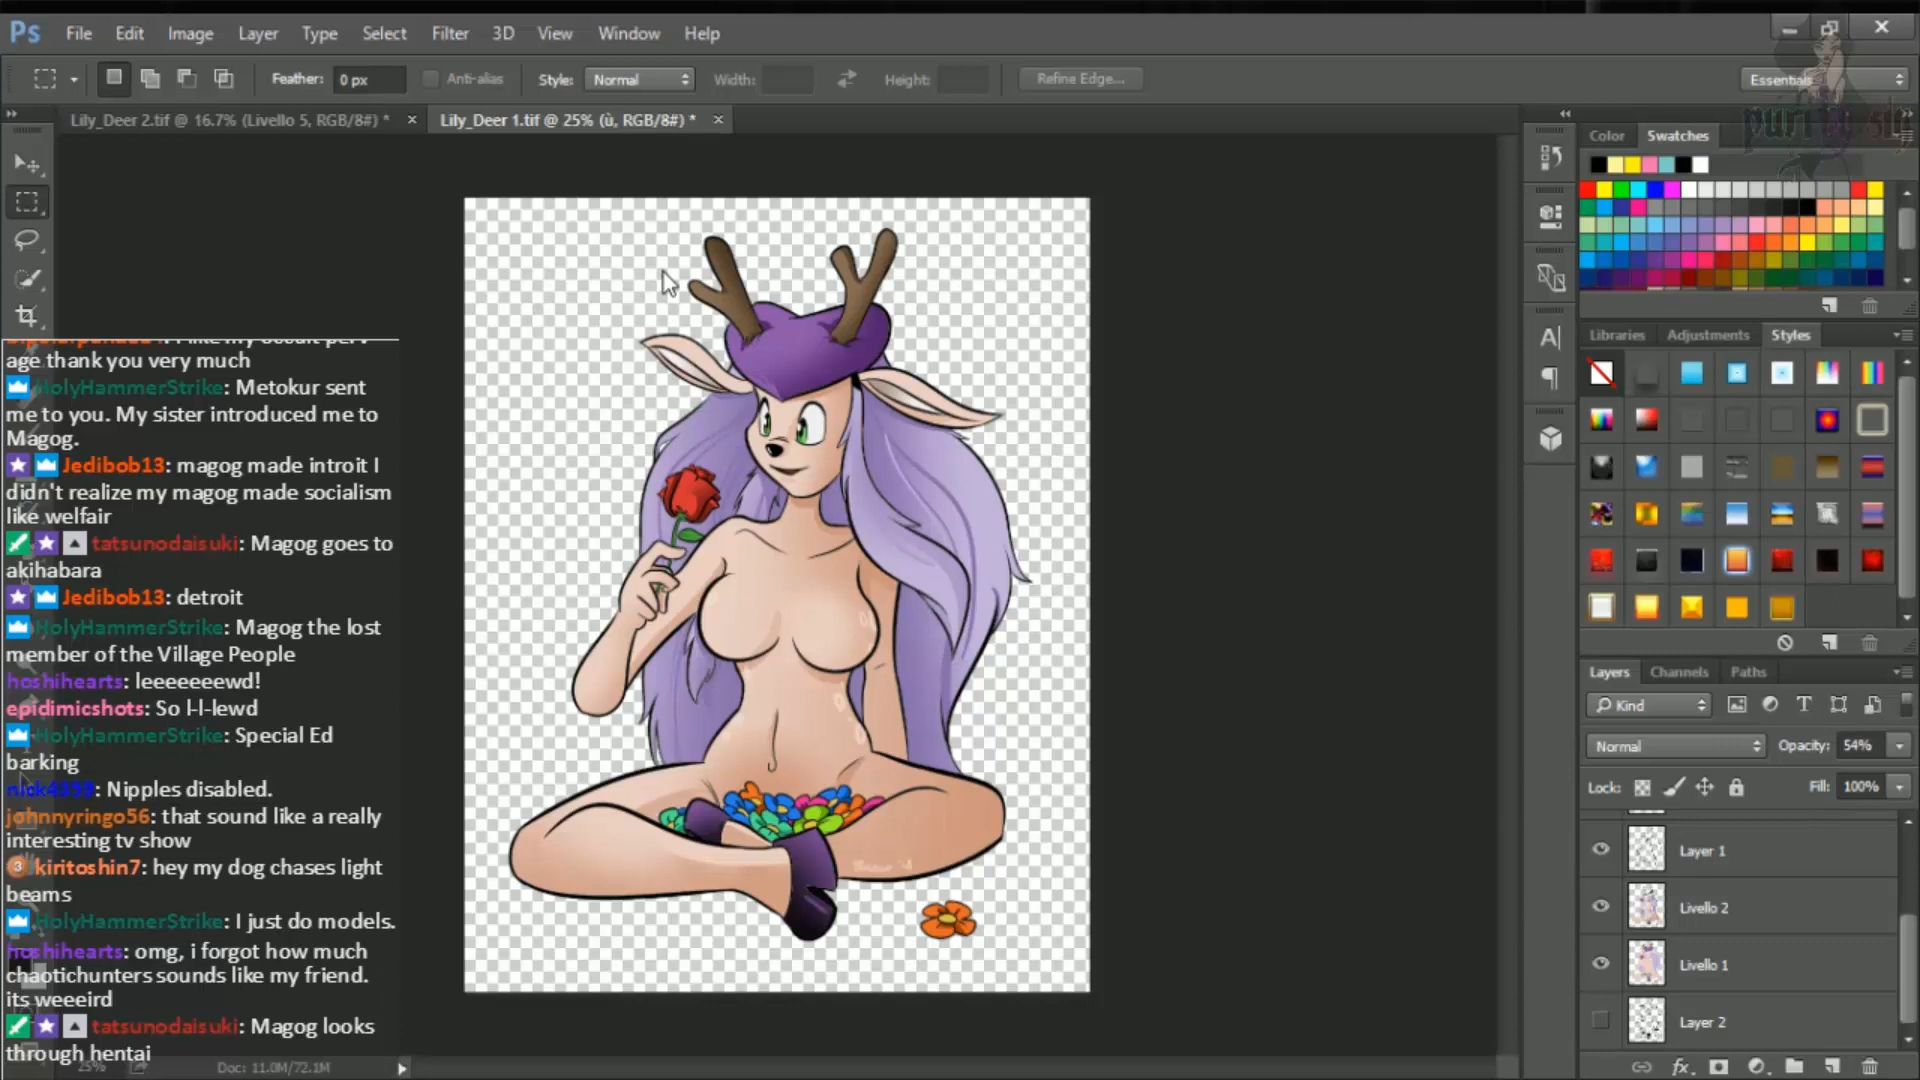 Ps File Edit Image Layer Type Select Filter 3D View Window Help
Feather: 0 px Anti-alias Style: Normal Width: Height: Refine Edge... Essentials
Lily_Deer 2.tif @ 16.7% (Livello 5, RGB/8#) * × Lily_Deer 1.tif @ 25% (ù, RGB/8#) * ×
Color Swatches
age thank you very much
HolyHammerStrike: Metokur sent
me to you. My sister introduced me to
Magog.
Jedibob13: magog made introit I
didn't realize my magog made socialism
like welfair
tatsunodaisuki: Magog goes to
akihabara
Jedibob13: detroit
HolyHammerStrike: Magog the lost
member of the Village People
hoshihearts: leeeeeeewd!
epidimicshots: So l-l-lewd
HolyHammerStrike: Special Ed
barking
nick4359: Nipples disabled.
johnnyringo56: that sound like a really
interesting tv show
3 kiritoshin7: hey my dog chases light
beams
HolyHammerStrike: I just do models.
hoshihearts: omg, i forgot how much
chaotichunters sounds like my friend.
its weeeird
tatsunodaisuki: Magog looks
through hentai
25% Doc: 11.0M/72.1M
Libraries Adjustments Styles
Layers Channels Paths
Kind
Normal Opacity: 54%
Lock: Fill: 100%
Layer 1
Livello 2
Livello 1
Layer 2